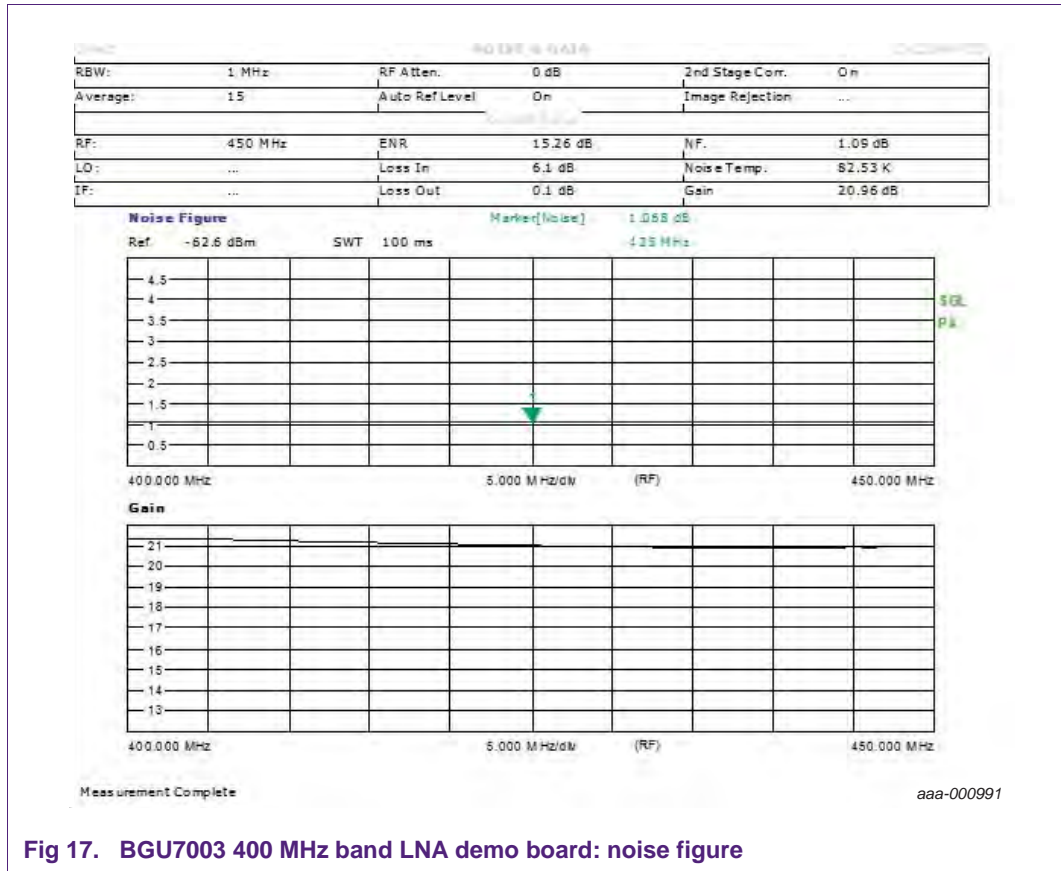 NOISE & GAIN
RBW: 1 MHz RF Atten. 0 dB 2nd Stage Corr. On
Average: 15 Auto Ref Level On Image Rejection ...
RF: 450 MHz ENR 15.26 dB NF. 1.09 dB
LO: ... Loss In 6.1 dB Noise Temp. 82.53 K
IF: ... Loss Out 0.1 dB Gain 20.96 dB
Noise Figure Marker[Noise] 1.068 dB
Ref -62.6 dBm SWT 100 ms 425 MHz
4.5
4
SGL
3.5
PA
3
2.5
2
1.5
1
0.5
400.000 MHz 5.000 MHz/div (RF) 450.000 MHz
Gain
21
20
19
18
17
16
15
14
13
400.000 MHz 5.000 MHz/div (RF) 450.000 MHz
Measurement Complete aaa-000991
Fig 17. BGU7003 400 MHz band LNA demo board: noise figure